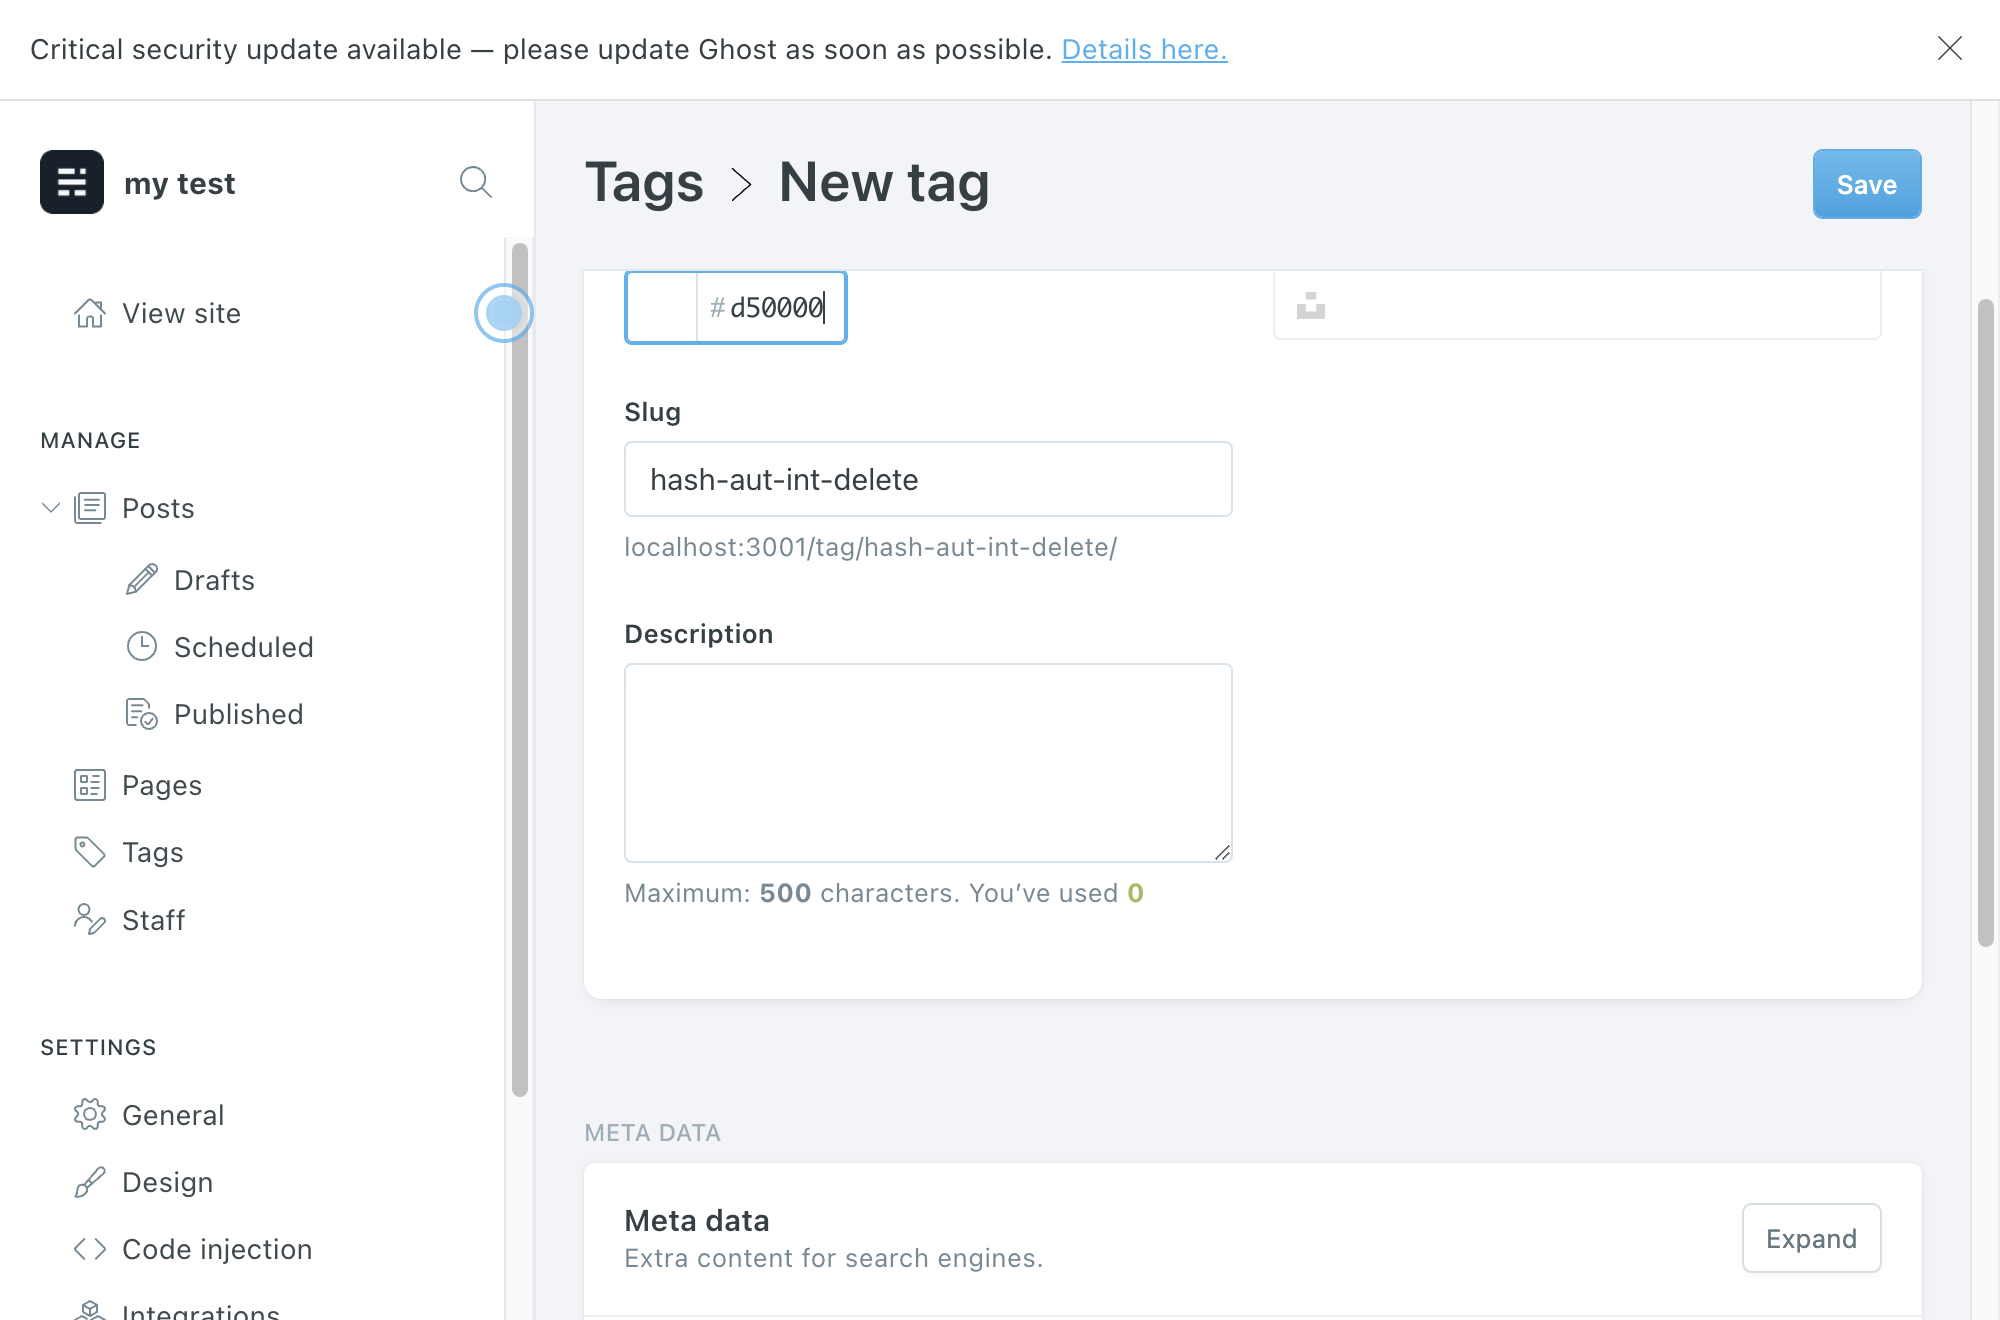 Critical security update available — please update Ghost as soon as possible. Details here.
my test
Tags > New tag
Save
View site
# d50000
MANAGE
Posts
Drafts
Scheduled
Published
Pages
Tags
Staff
SETTINGS
General
Design
Code injection
Integrations
Slug
hash-aut-int-delete
localhost:3001/tag/hash-aut-int-delete/
Description
Maximum: 500 characters. You’ve used 0
META DATA
Meta data
Extra content for search engines.
Expand